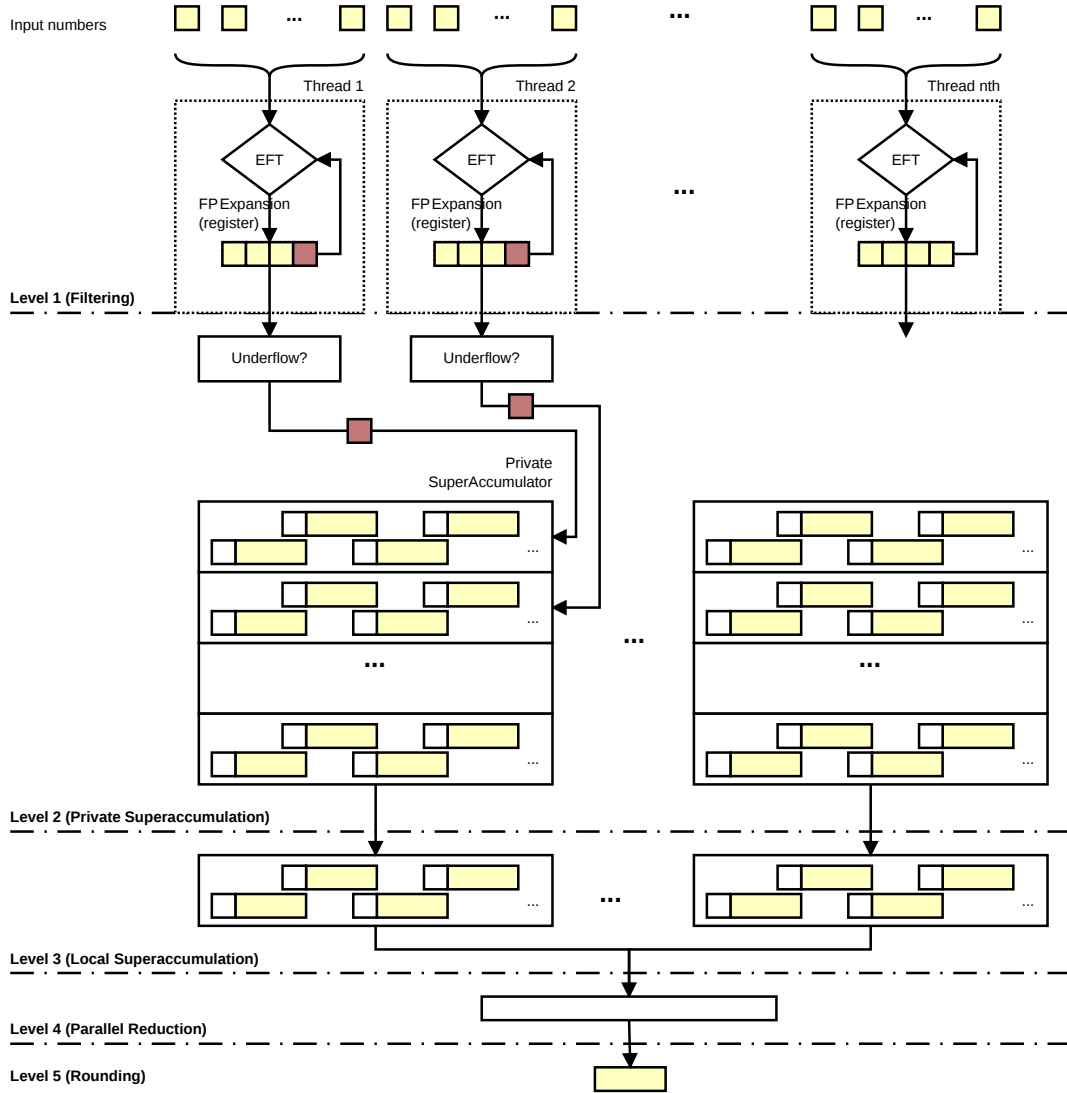 Input numbers
...
...
...
...
Thread 1
Thread 2
Thread nth
EFT
EFT
EFT
...
FP Expansion
(register)
FP Expansion
(register)
FP Expansion
(register)
Level 1 (Filtering)
Underflow?
Underflow?
Private
SuperAccumulator
...
...
...
...
...
...
...
...
...
Level 2 (Private Superaccumulation)
...
...
...
Level 3 (Local Superaccumulation)
Level 4 (Parallel Reduction)
Level 5 (Rounding)